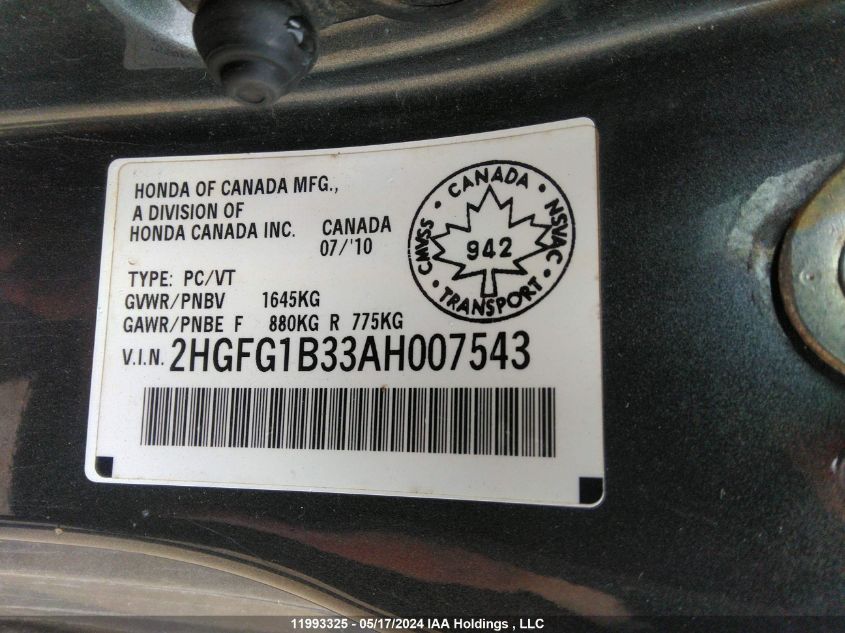 HONDA OF CANADA MFG.,
A DIVISION OF
HONDA CANADA INC. CANADA
07/'10
TYPE: PC/VT
GVWR/PNBV 1645KG
GAWR/PNBE F 880KG R 775KG
V.I.N. 2HGFG1B33AH007543
• CANADA •
CMVSS NSVAC
942
• TRANSPORT •
11993325 - 05/17/2024 IAA Holdings , LLC